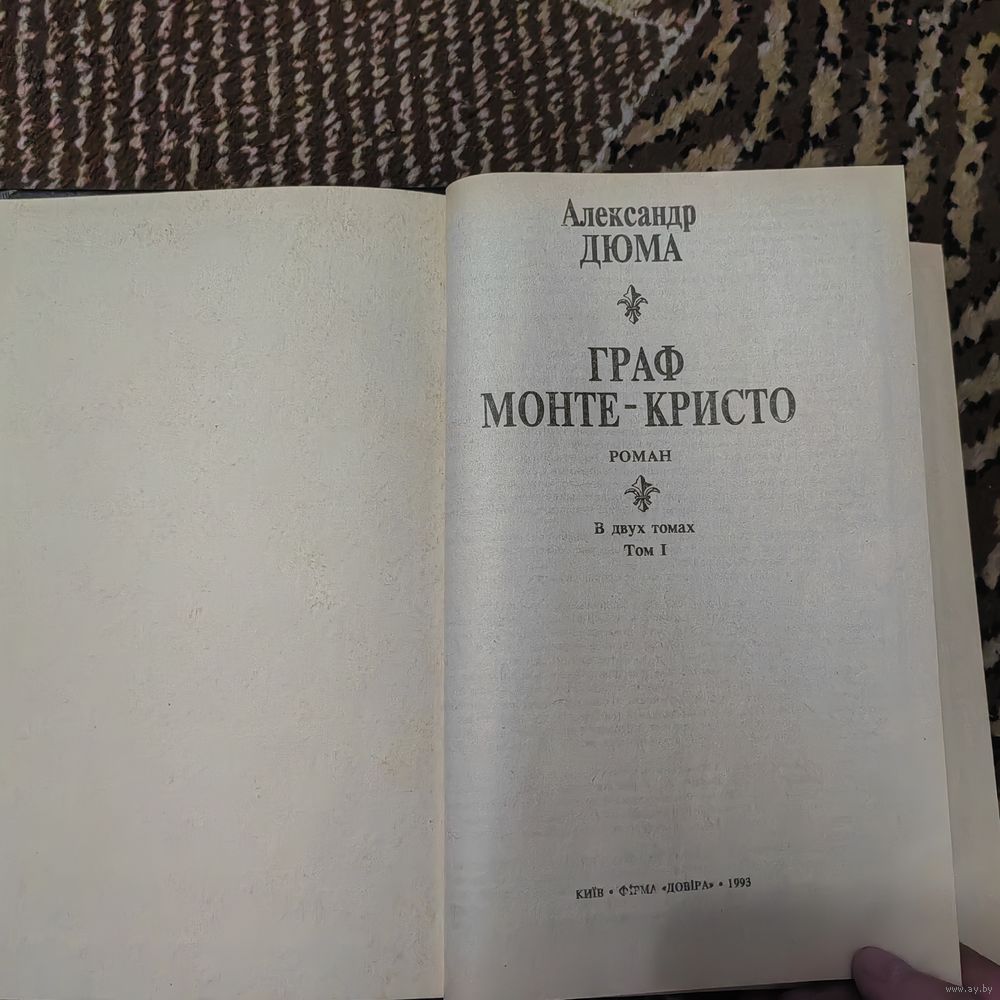 Александр
ДЮМА
ГРАФ
МОНТЕ-КРИСТО
РОМАН
В двух томах
Том I
КИЇВ • ФІРМА «ДОВІРА» • 1993
www.ay.by